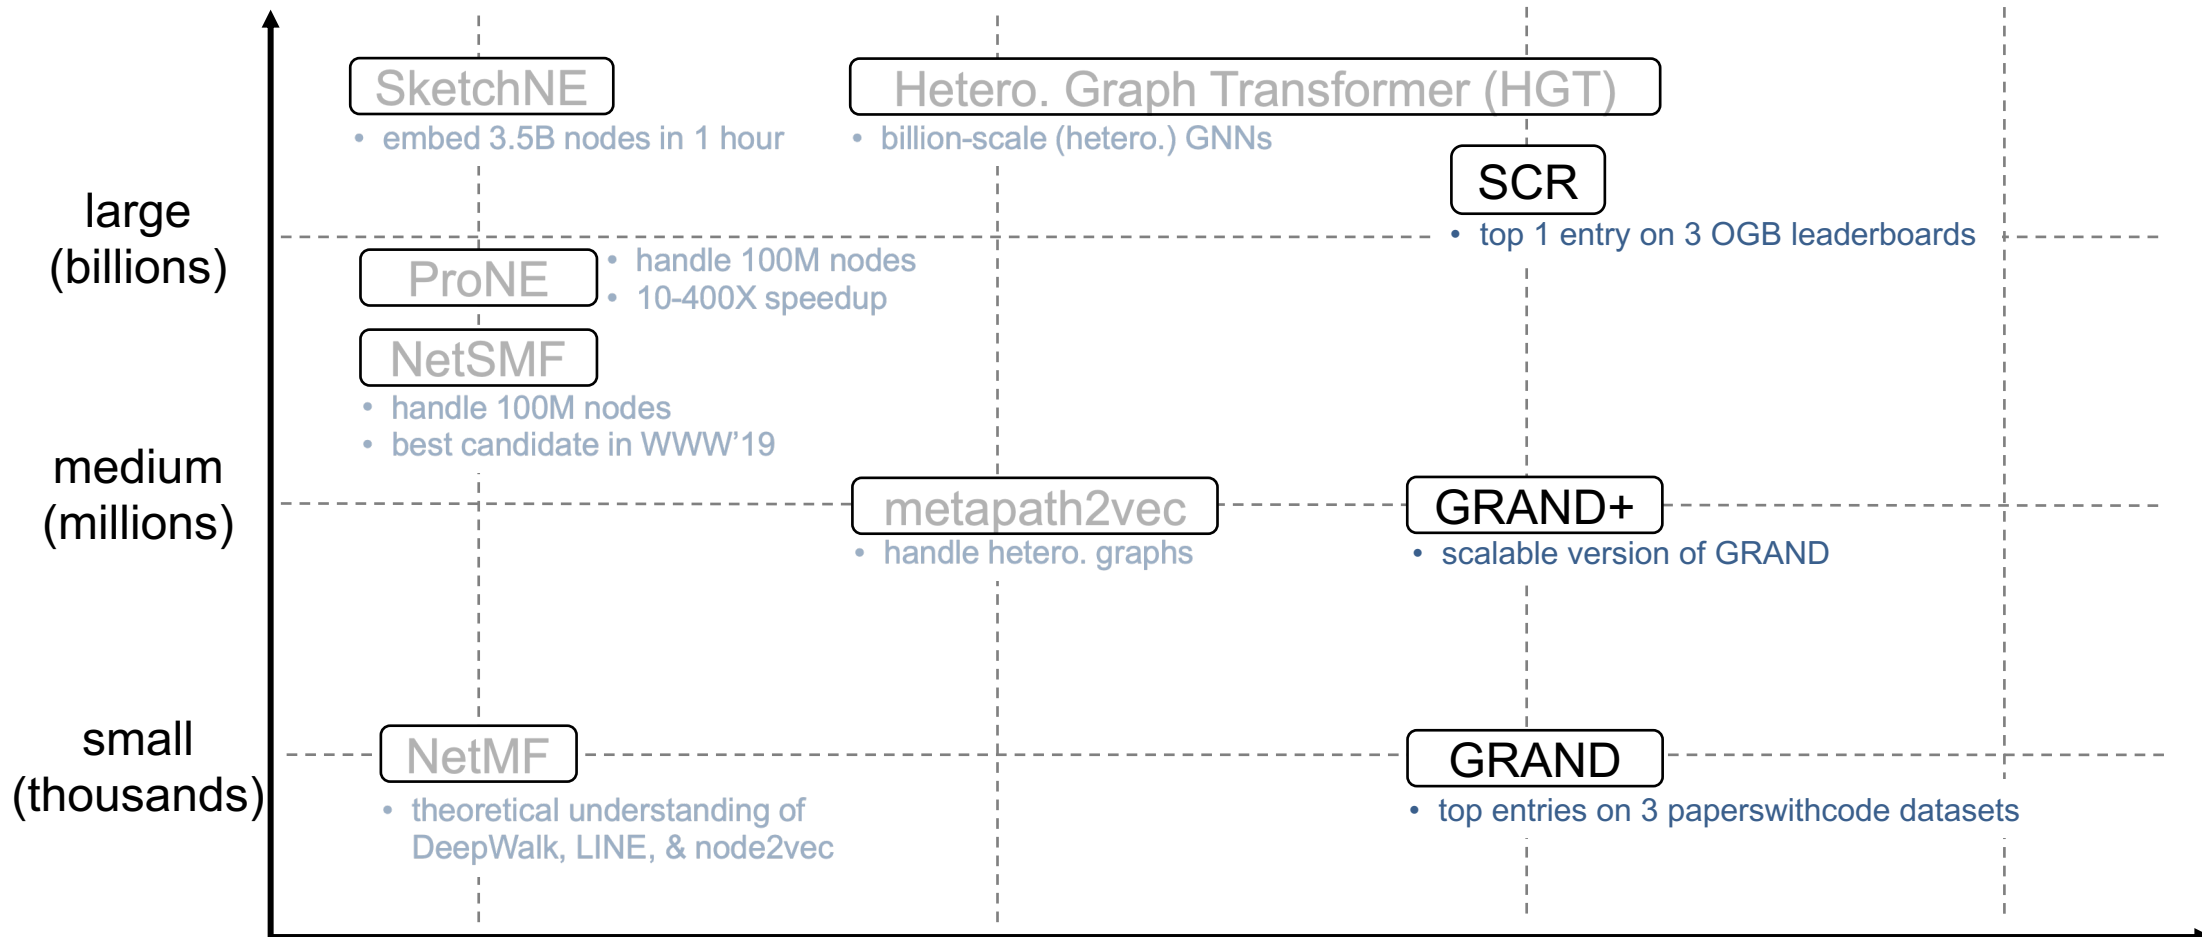 SketchNE
• embed 3.5B nodes in 1 hour
Hetero. Graph Transformer (HGT)
• billion-scale (hetero.) GNNs
SCR
• top 1 entry on 3 OGB leaderboards
large
(billions)
ProNE
• handle 100M nodes
• 10-400X speedup
NetSMF
• handle 100M nodes
• best candidate in WWW’19
medium
(millions)
metapath2vec
• handle hetero. graphs
GRAND+
• scalable version of GRAND
small
(thousands)
NetMF
• theoretical understanding of
DeepWalk, LINE, & node2vec
GRAND
• top entries on 3 paperswithcode datasets